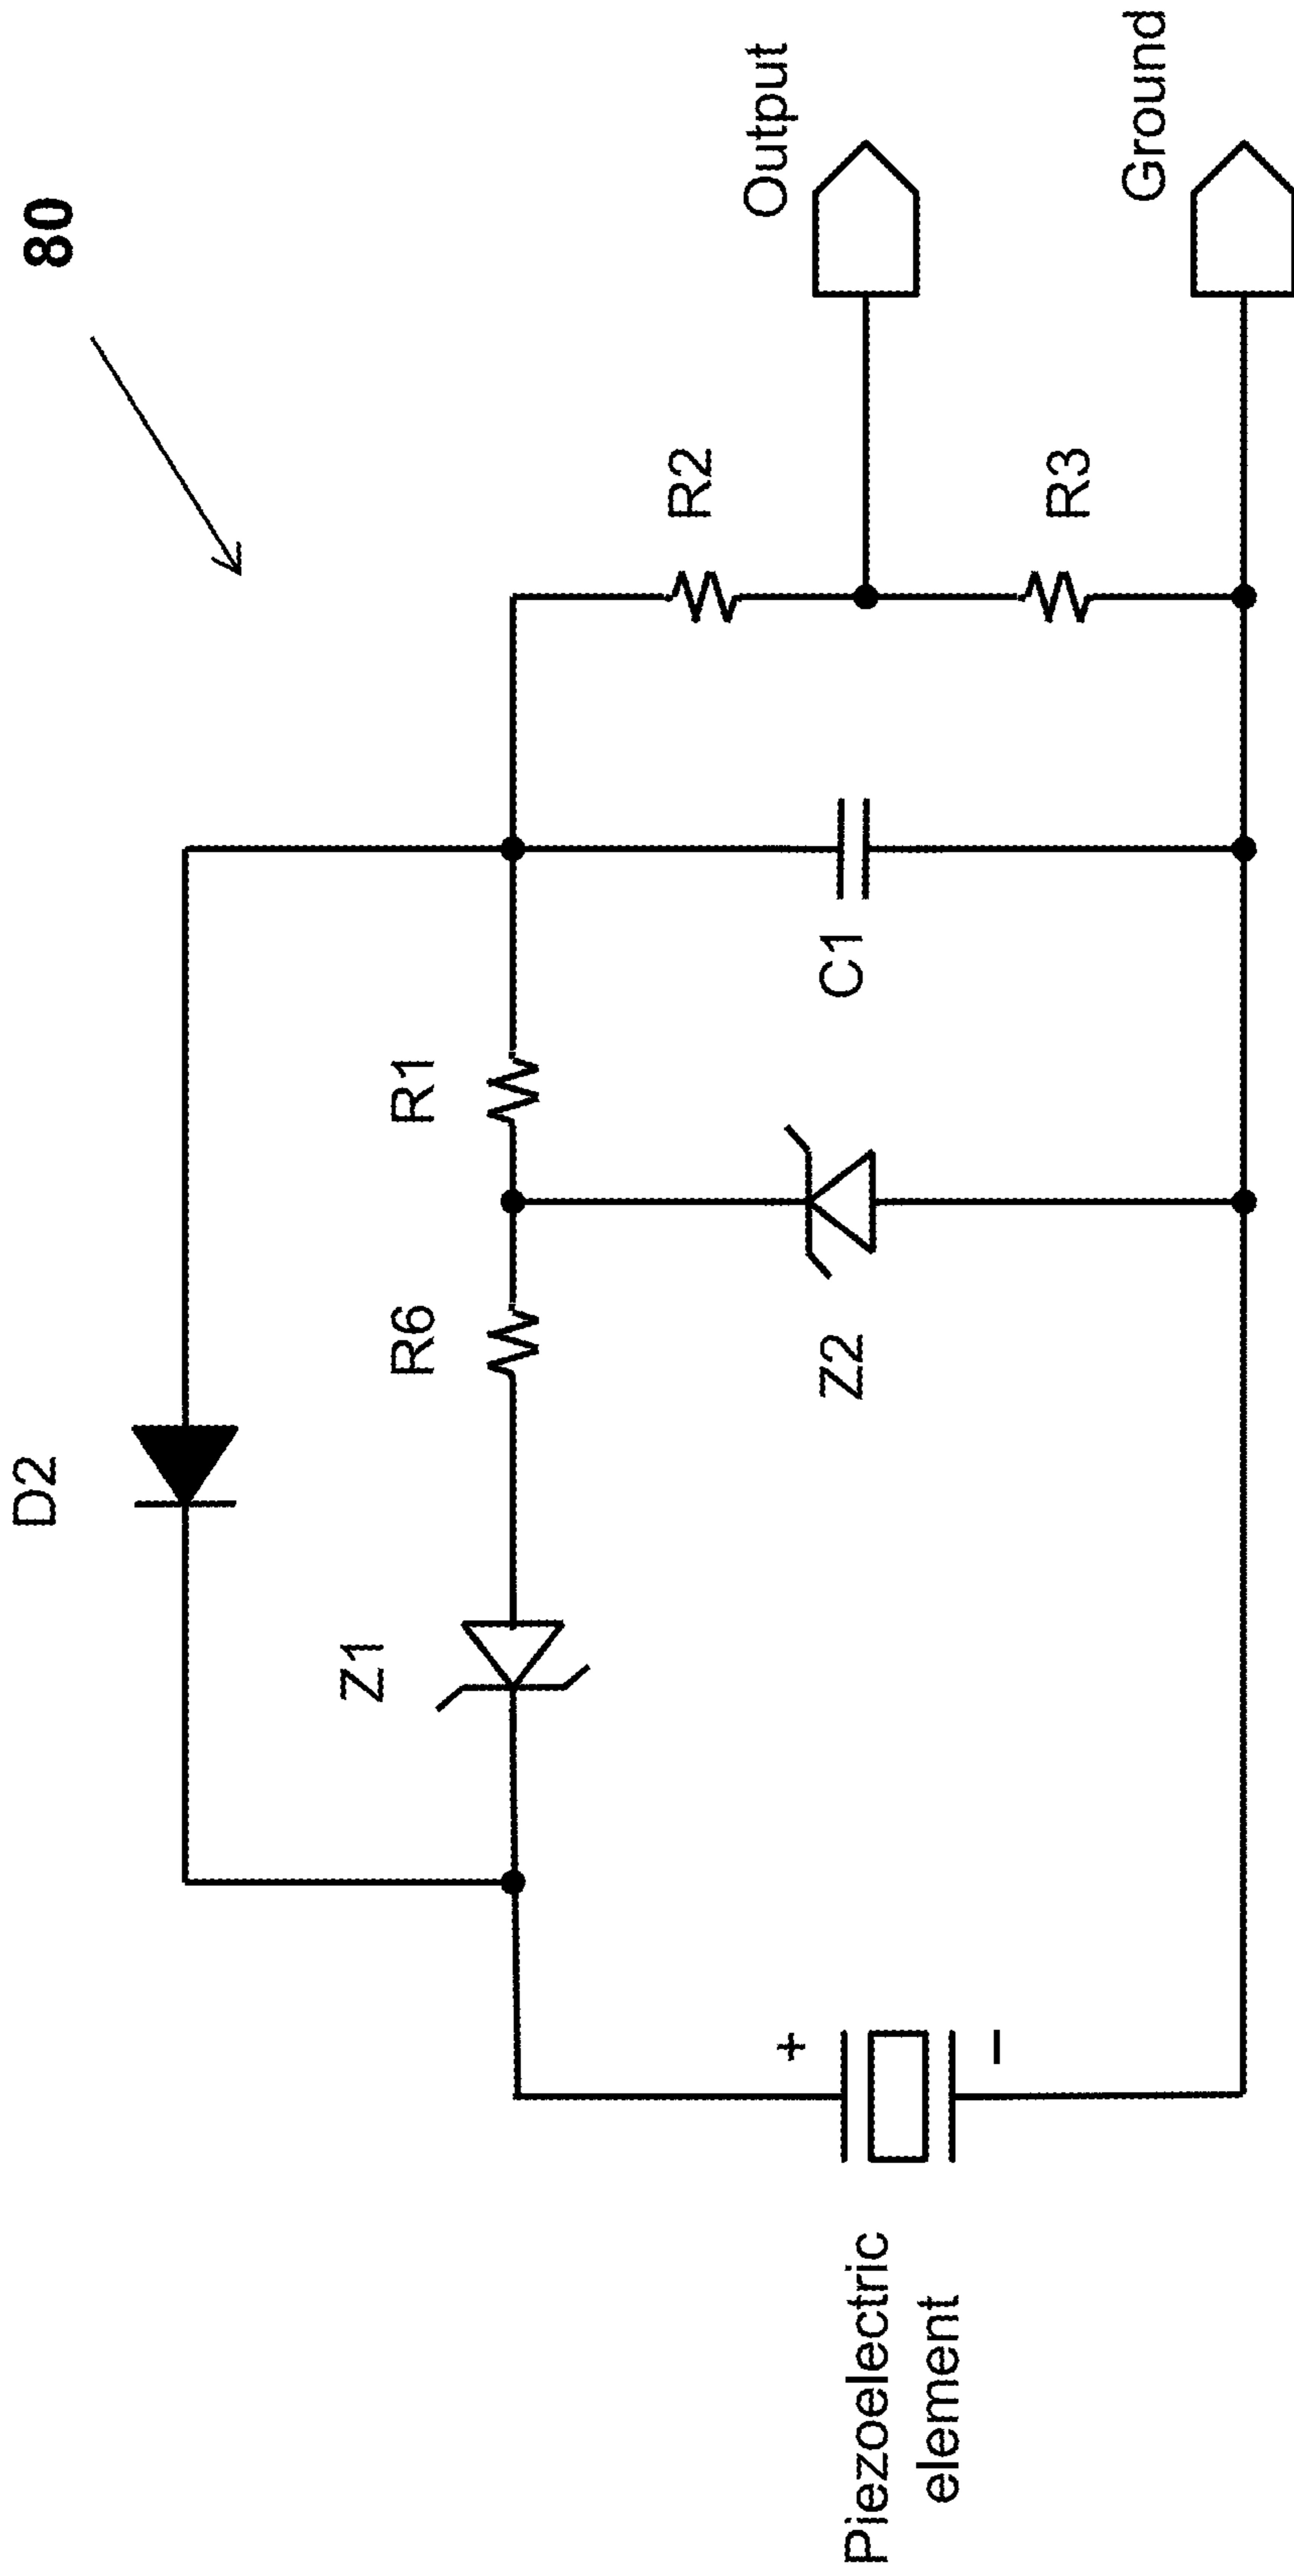 80
D2
Z1
R6
R1
R2
Output
+
Z2
C1
R3
Piezoelectric
element
–
Ground